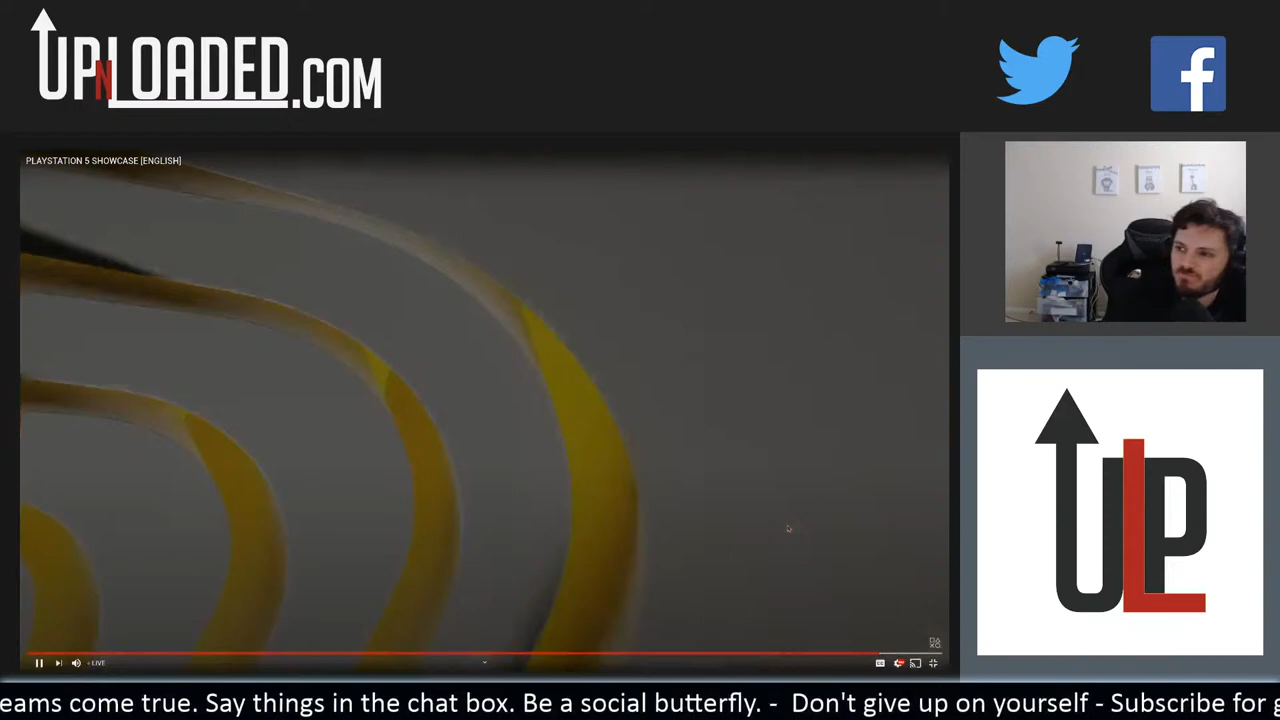 UPNLOADED.COM
PLAYSTATION 5 SHOWCASE [ENGLISH]
LIVE
ULP
eams come true. Say things in the chat box. Be a social butterfly. - Don't give up on yourself - Subscribe for g